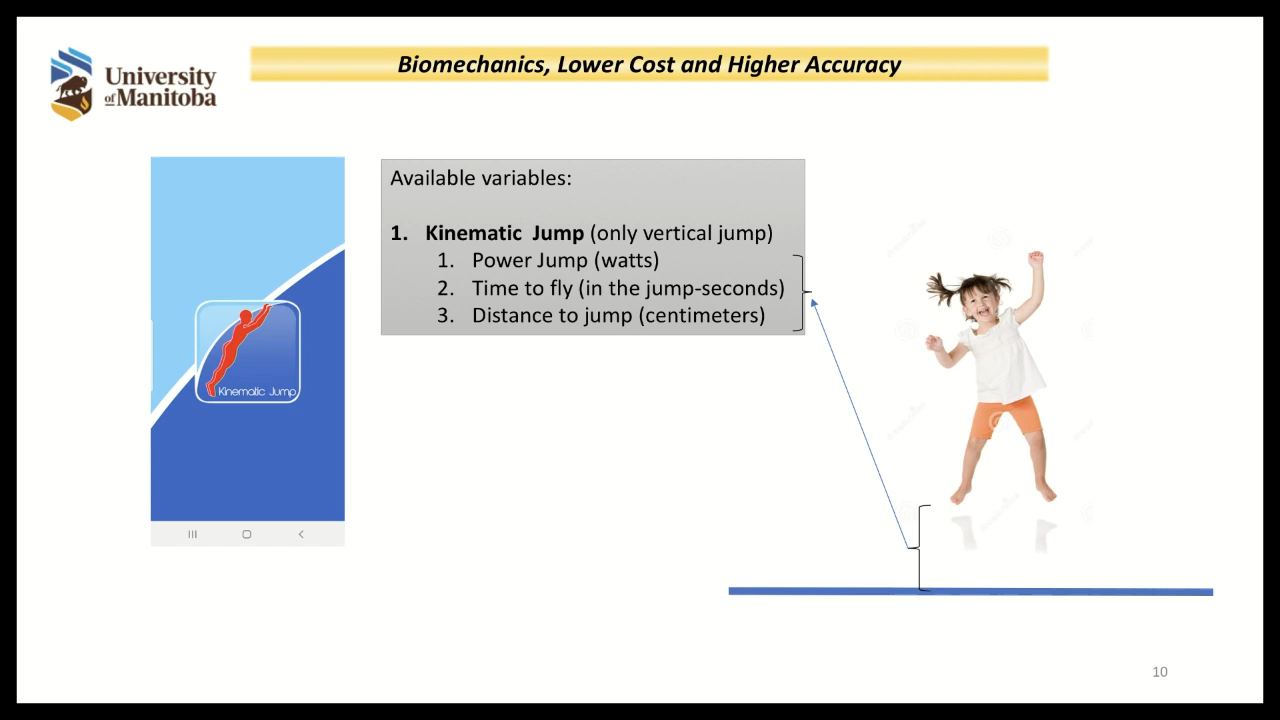 University
of Manitoba
Biomechanics, Lower Cost and Higher Accuracy
Available variables:
1. Kinematic Jump (only vertical jump)
1. Power Jump (watts)
2. Time to fly (in the jump-seconds)
3. Distance to jump (centimeters)
Kinematic Jump
10